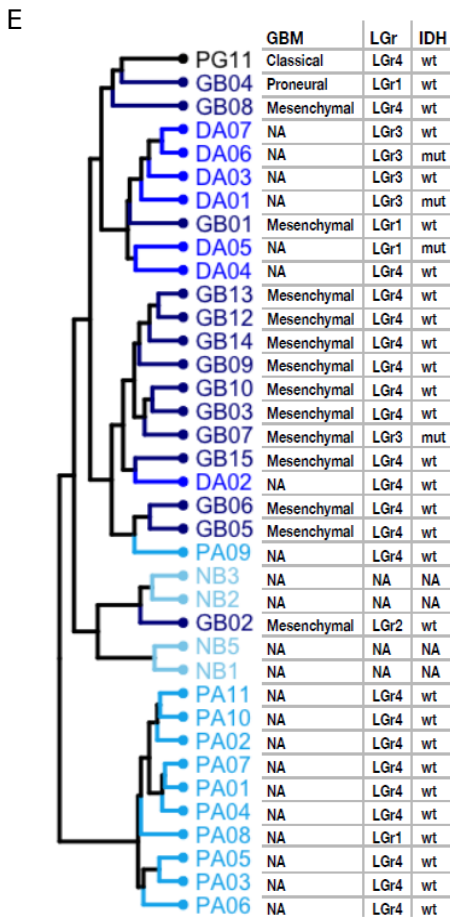 E
GBM LGr IDH
PG11 Classical LGr4 wt
GB04 Proneural LGr1 wt
GB08 Mesenchymal LGr4 wt
DA07 NA LGr3 wt
DA06 NA LGr3 mut
DA03 NA LGr3 wt
DA01 NA LGr3 mut
GB01 Mesenchymal LGr1 wt
DA05 NA LGr1 mut
DA04 NA LGr4 wt
GB13 Mesenchymal LGr4 wt
GB12 Mesenchymal LGr4 wt
GB14 Mesenchymal LGr4 wt
GB09 Mesenchymal LGr4 wt
GB10 Mesenchymal LGr4 wt
GB03 Mesenchymal LGr4 wt
GB07 Mesenchymal LGr3 mut
GB15 Mesenchymal LGr4 wt
DA02 NA LGr4 wt
GB06 Mesenchymal LGr4 wt
GB05 Mesenchymal LGr4 wt
PA09 NA LGr4 wt
NB3 NA NA NA
NB2 NA NA NA
GB02 Mesenchymal LGr2 wt
NB5 NA NA NA
NB1 NA NA NA
PA11 NA LGr4 wt
PA10 NA LGr4 wt
PA02 NA LGr4 wt
PA07 NA LGr4 wt
PA01 NA LGr4 wt
PA04 NA LGr4 wt
PA08 NA LGr1 wt
PA05 NA LGr4 wt
PA03 NA LGr4 wt
PA06 NA LGr4 wt